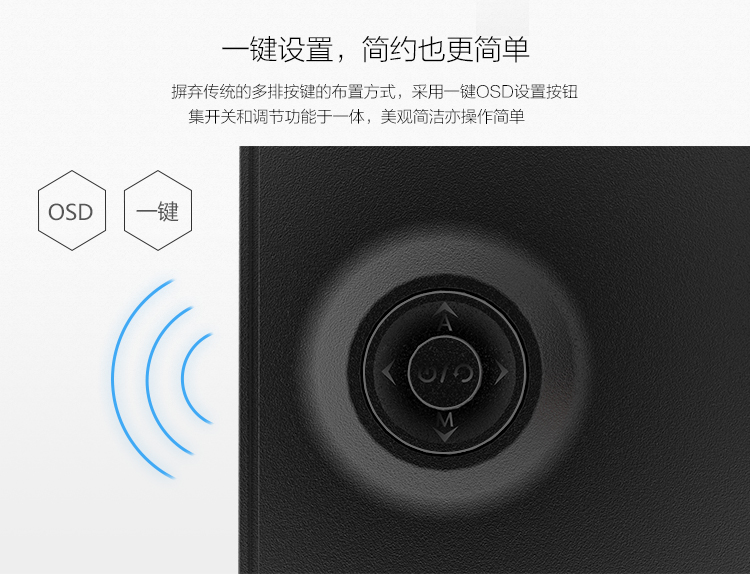 一键设置，简约也更简单
摒弃传统的多排按键的布置方式，采用一键OSD设置按钮
集开关和调节功能于一体，美观简洁亦操作简单
OSD
一键
A
M